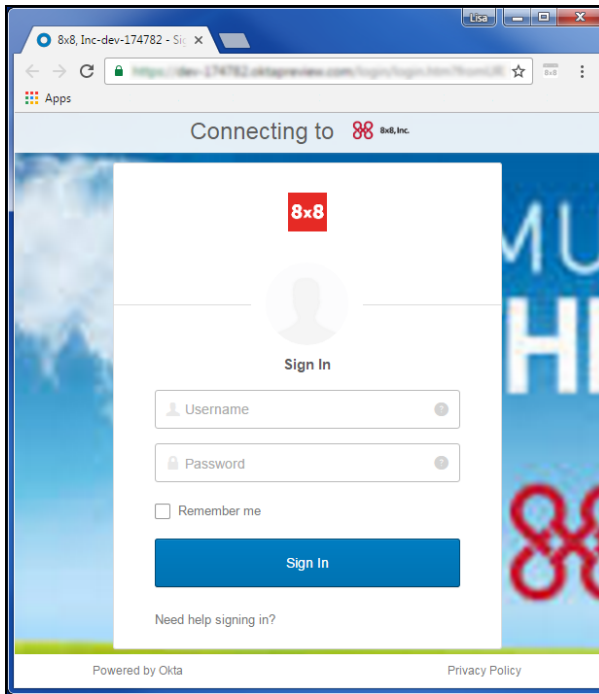 Lisa
8x8, Inc-dev-174782 - Sig
Apps
Connecting to 8x8, Inc.
8x8
MU
Sign In
Username
Password
Remember me
Sign In
Need help signing in?
Powered by Okta
Privacy Policy